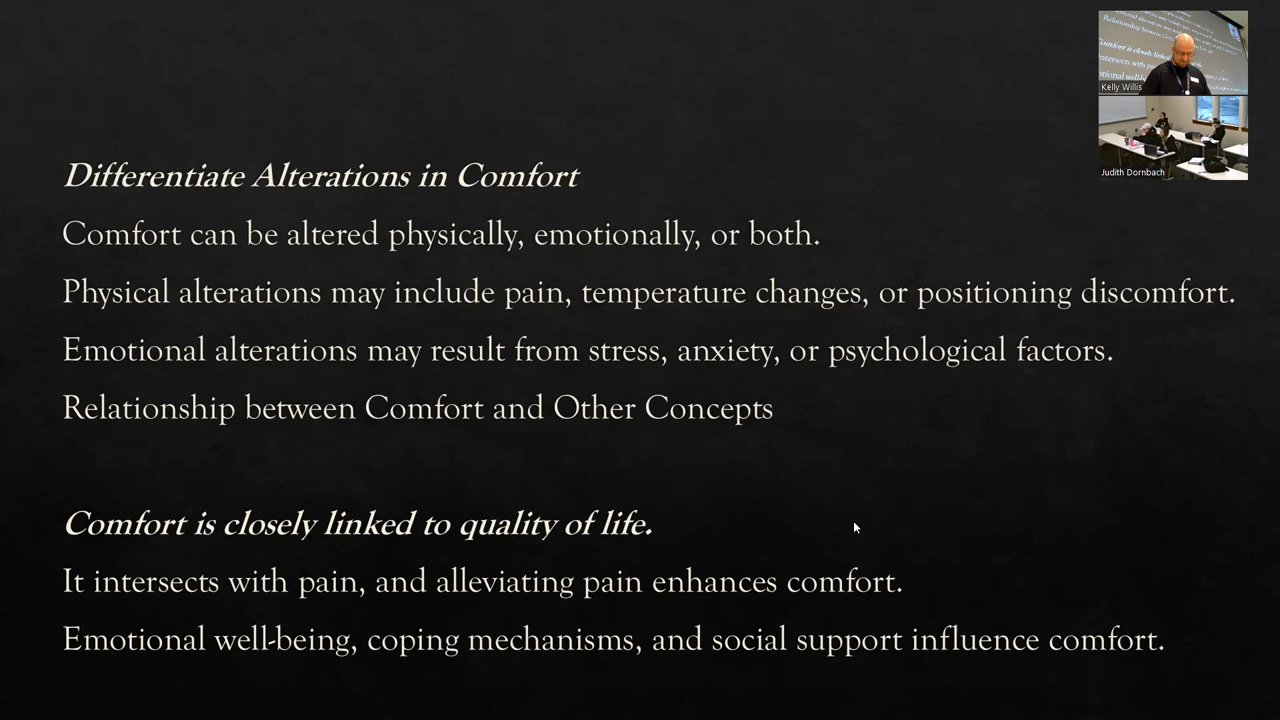 Differentiate Alterations in Comfort
Comfort can be altered physically, emotionally, or both.
Physical alterations may include pain, temperature changes, or positioning discomfort.
Emotional alterations may result from stress, anxiety, or psychological factors.
Relationship between Comfort and Other Concepts
Comfort is closely linked to quality of life.
It intersects with pain, and alleviating pain enhances comfort.
Emotional well-being, coping mechanisms, and social support influence comfort.
Kelly Willis
Judith Dornbach